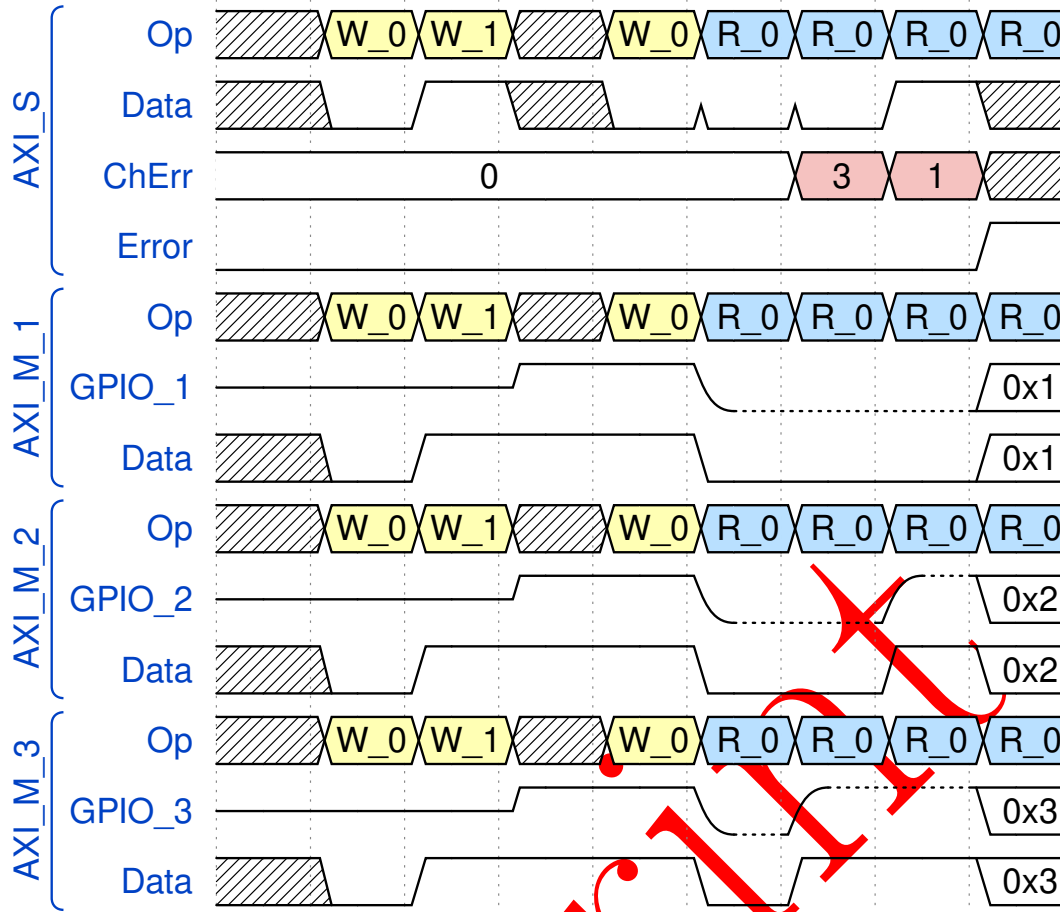 AXI_S
Op W_0 W_1 W_0 R_0 R_0 R_0 R_0
Data
ChErr 0 3 1
Error
AXI_M_1
Op W_0 W_1 W_0 R_0 R_0 R_0 R_0
GPIO_1 0x1
Data 0x1
AXI_M_2
Op W_0 W_1 W_0 R_0 R_0 R_0 R_0
GPIO_2 0x2
Data 0x2
AXI_M_3
Op W_0 W_1 W_0 R_0 R_0 R_0 R_0
GPIO_3 0x3
Data 0x3